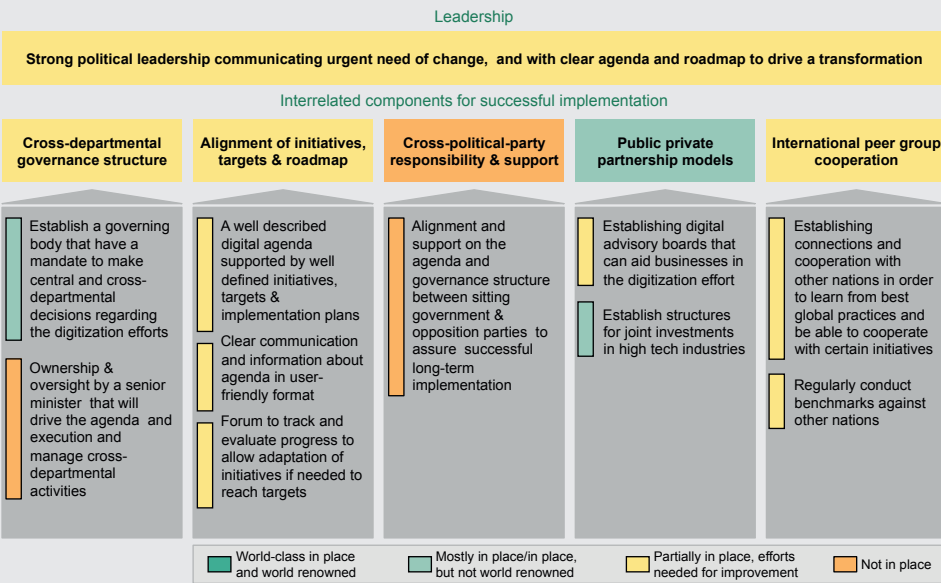 Leadership
Strong political leadership communicating urgent need of change, and with clear agenda and roadmap to drive a transformation
Interrelated components for successful implementation
Cross-departmental
governance structure
Establish a governing
body that have a
mandate to make
central and cross-
departmental
decisions regarding
the digitization efforts
Ownership &
oversight by a senior
minister that will
drive the agenda and
execution and
manage cross-
departmental
activities
Alignment of initiatives,
targets & roadmap
A well described
digital agenda
supported by well
defined initiatives,
targets &
implementation plans
Clear communication
and information about
agenda in user-
friendly format
Forum to track and
evaluate progress to
allow adaptation of
initiatives if needed to
reach targets
Cross-political-party
responsibility & support
Alignment and
support on the
agenda and
governance structure
between sitting
government &
opposition parties to
assure successful
long-term
implementation
Public private
partnership models
Establishing digital
advisory boards that
can aid businesses in
the digitization effort
Establish structures
for joint investments
in high tech industries
International peer group
cooperation
Establishing
connections and
cooperation with
other nations in order
to learn from best
global practices and
be able to cooperate
with certain initiatives
Regularly conduct
benchmarks against
other nations
World-class in place
and world renowned
Mostly in place/in place,
but not world renowned
Partially in place, efforts
needed for improvement
Not in place